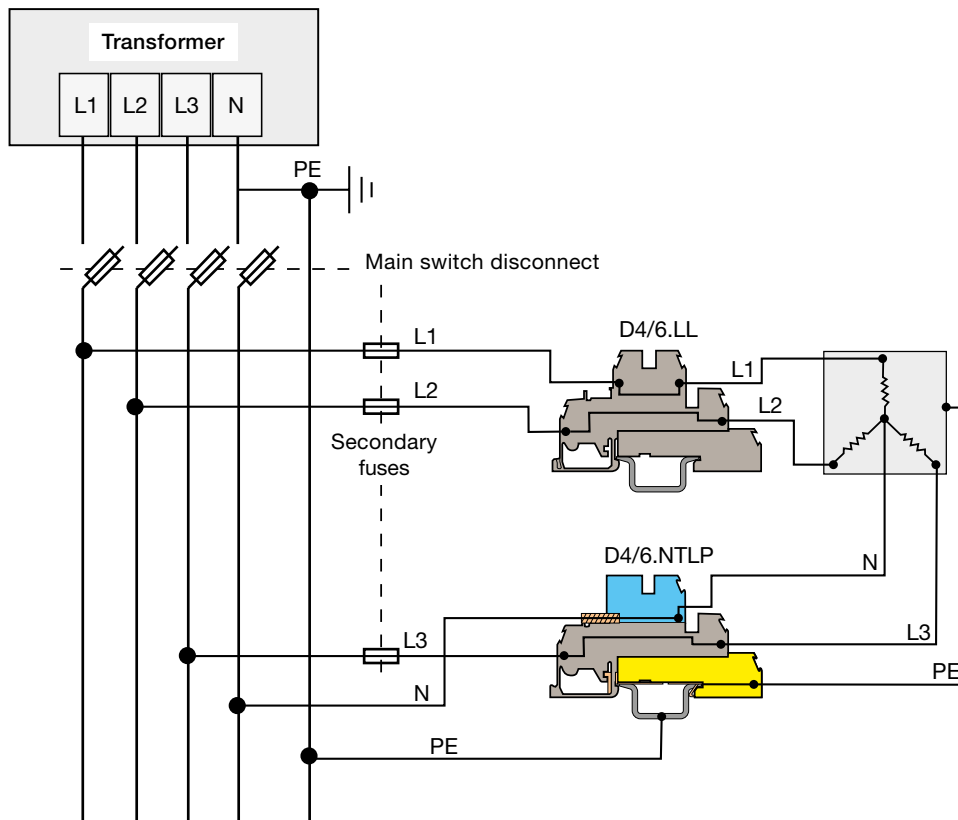 Transformer
L1 L2 L3 N
PE
Main switch disconnect
D4/6.LL
L1
L1
L2
L2
Secondary
fuses
D4/6.NTLP
N
L3
L3
N
PE
PE